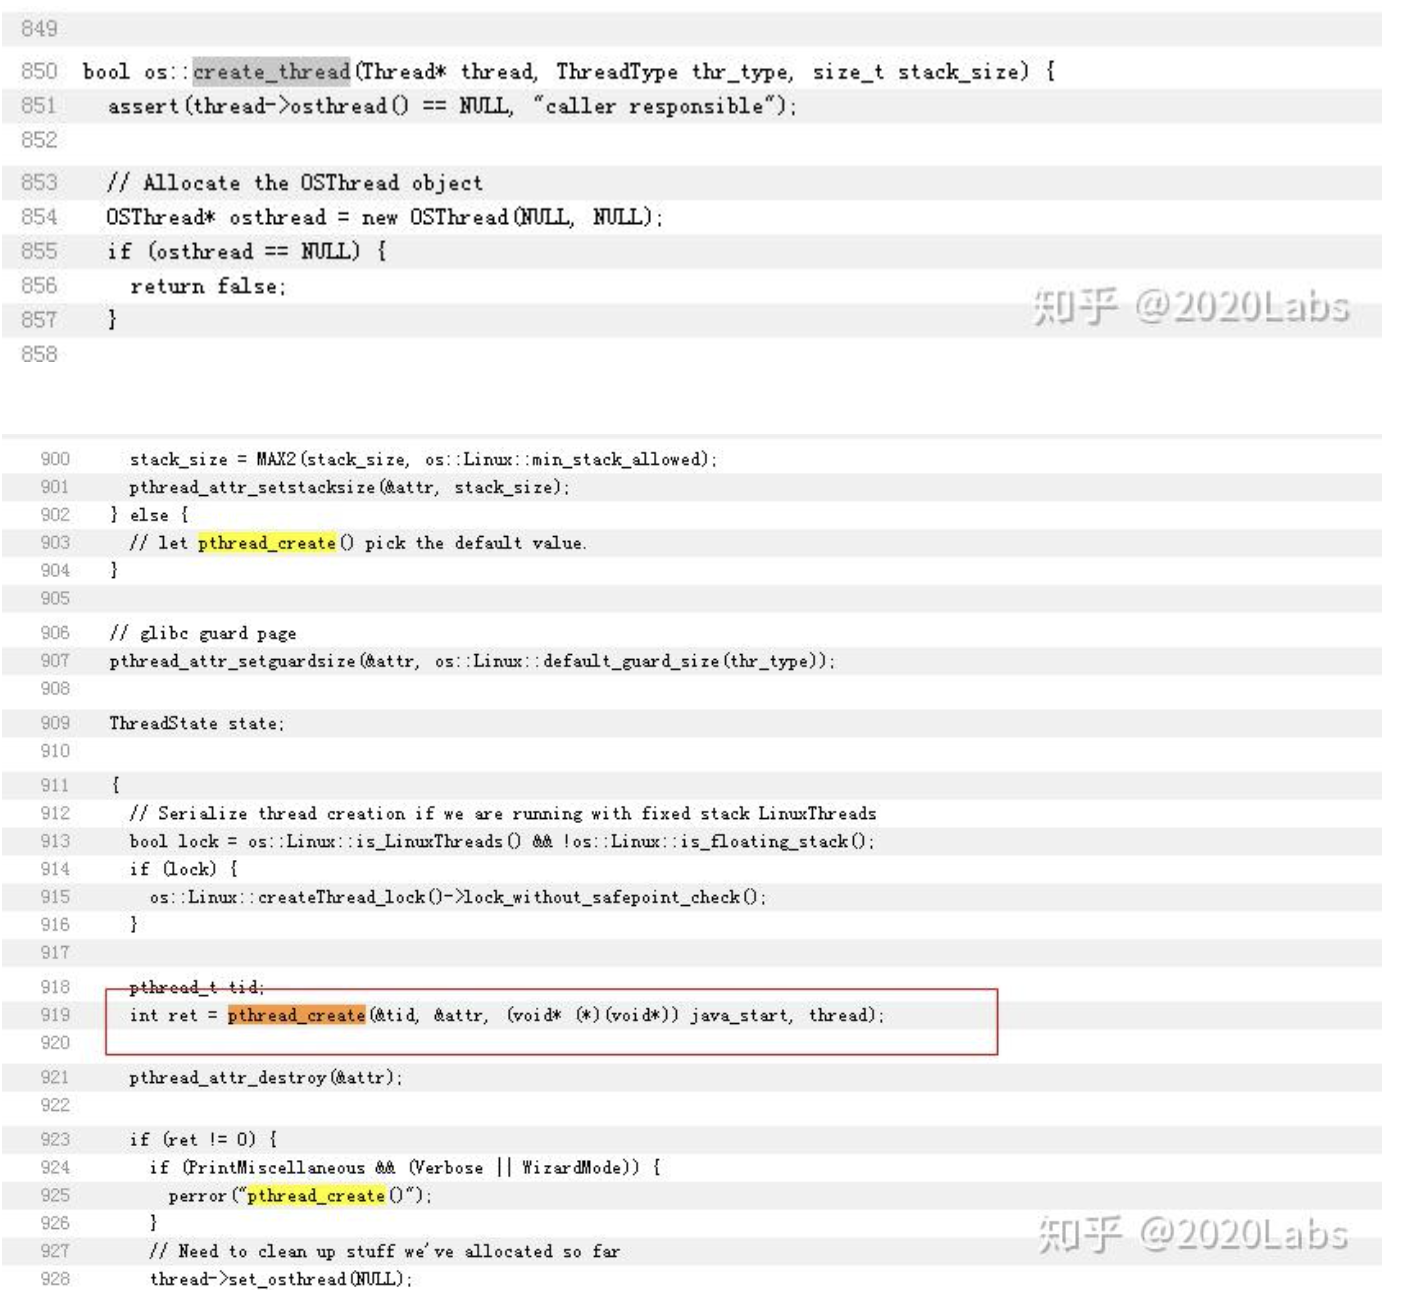 849
850 bool os::create_thread(Thread* thread, ThreadType thr_type, size_t stack_size) {
851 assert(thread->osthread() == NULL, "caller responsible");
852
853 // Allocate the OSThread object
854 OSThread* osthread = new OSThread(NULL, NULL);
855 if (osthread == NULL) {
856 return false;
857 }
知乎 @2020Labs
858
900 stack_size = MAX2(stack_size, os::Linux::min_stack_allowed);
901 pthread_attr_setstacksize(&attr, stack_size);
902 } else {
903 // let pthread_create() pick the default value.
904 }
905
906 // glibc guard page
907 pthread_attr_setguardsize(&attr, os::Linux::default_guard_size(thr_type));
908
909 ThreadState state;
910
911 {
912 // Serialize thread creation if we are running with fixed stack LinuxThreads
913 bool lock = os::Linux::is_LinuxThreads() && !os::Linux::is_floating_stack();
914 if (lock) {
915 os::Linux::createThread_lock()->lock_without_safepoint_check();
916 }
917
918 pthread_t tid;
919 int ret = pthread_create(&tid, &attr, (void* (*)(void*)) java_start, thread);
920
921 pthread_attr_destroy(&attr);
922
923 if (ret != 0) {
924 if (PrintMiscellaneous && (Verbose || WizardMode)) {
925 perror("pthread_create()");
926 }
知乎 @2020Labs
927 // Need to clean up stuff we've allocated so far
928 thread->set_osthread(NULL);